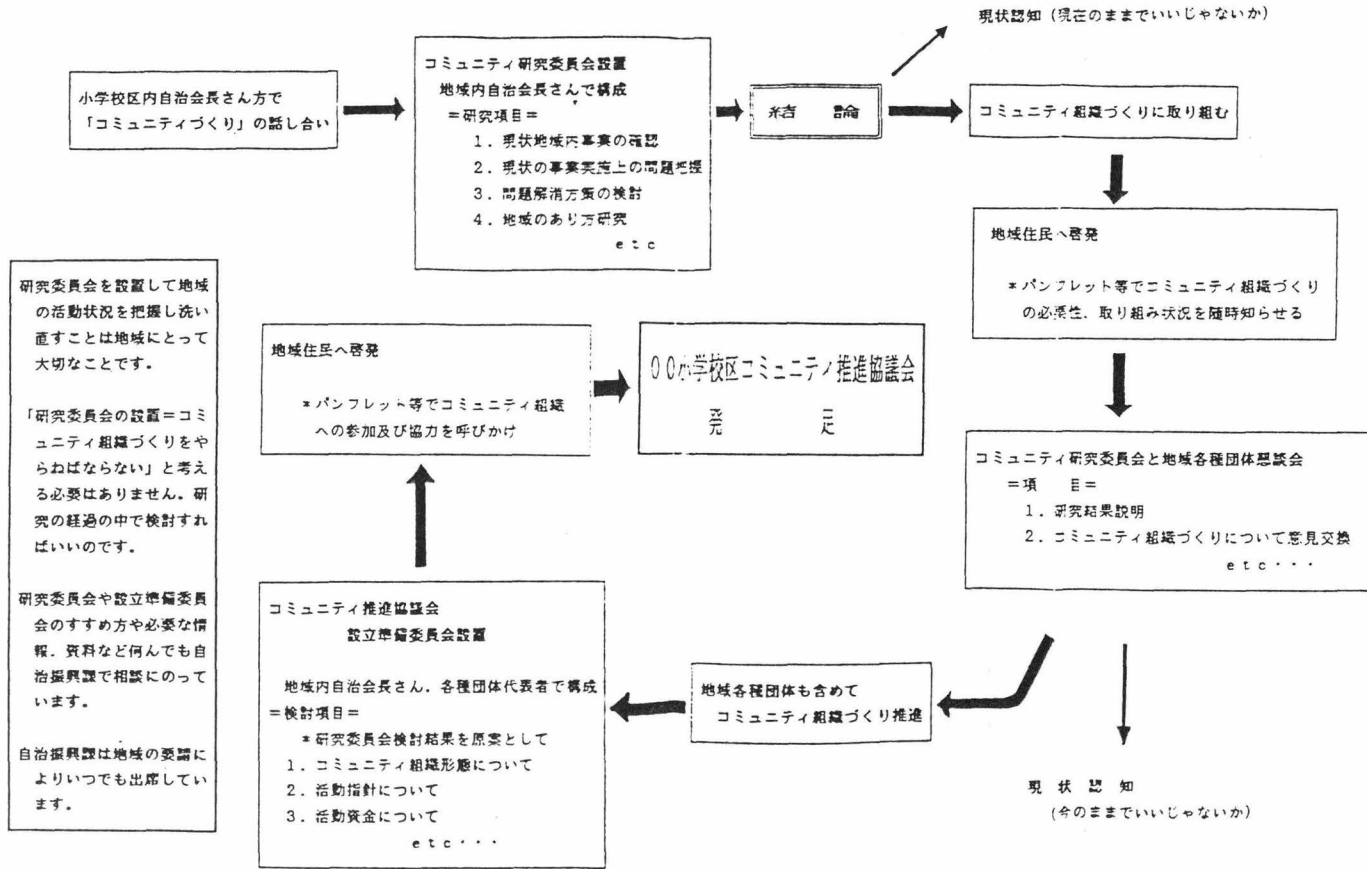 小学校区内自治会長さん方で
「コミュニティづくり」の話し合い
コミュニティ研究委員会設置
地域内自治会長さんで構成
=研究項目=
1. 現状地域内事業の確認
2. 現状の事業実施上の問題把握
3. 問題解消方策の検討
4. 地域のあり方研究
etc
結 論
現状認知 (現在のままでいいじゃないか)
コミュニティ組織づくりに取り組む
地域住民へ啓発
*パンフレット等でコミュニティ組織づくり
の必要性、取り組み状況を随時知らせる
コミュニティ研究委員会と地域各種団体懇談会
=項 目=
1. 研究結果説明
2. コミュニティ組織づくりについて意見交換
etc・・・
現 状 認 知
(今のままでいいじゃないか)
地域各種団体も含めて
コミュニティ組織づくり推進
コミュニティ推進協議会
設立準備委員会設置
地域内自治会長さん、各種団体代表者で構成
=検討項目=
*研究委員会検討結果を原案として
1. コミュニティ組織形態について
2. 活動指針について
3. 活動資金について
etc・・・
地域住民へ啓発
*パンフレット等でコミュニティ組織
への参加及び協力を呼びかけ
○○小学校区コミュニティ推進協議会
発 足
研究委員会を設置して地域
の活動状況を把握し洗い
直すことは地域にとって
大切なことです。
「研究委員会の設置=コミ
ュニティ組織づくりをや
らねばならない」と考え
る必要はありません。研
究の経過の中で検討すれ
ばいいのです。
研究委員会や設立準備委員
会のすすめ方や必要な情
報、資料など何んでも自
治振興課で相談にのって
います。
自治振興課は地域の要請に
よりいつでも出席してい
ます。